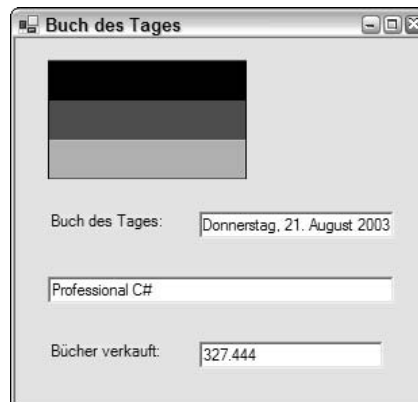 Buch des Tages
Buch des Tages:
Donnerstag, 21. August 2003
Professional C#
Bücher verkauft:
327.444